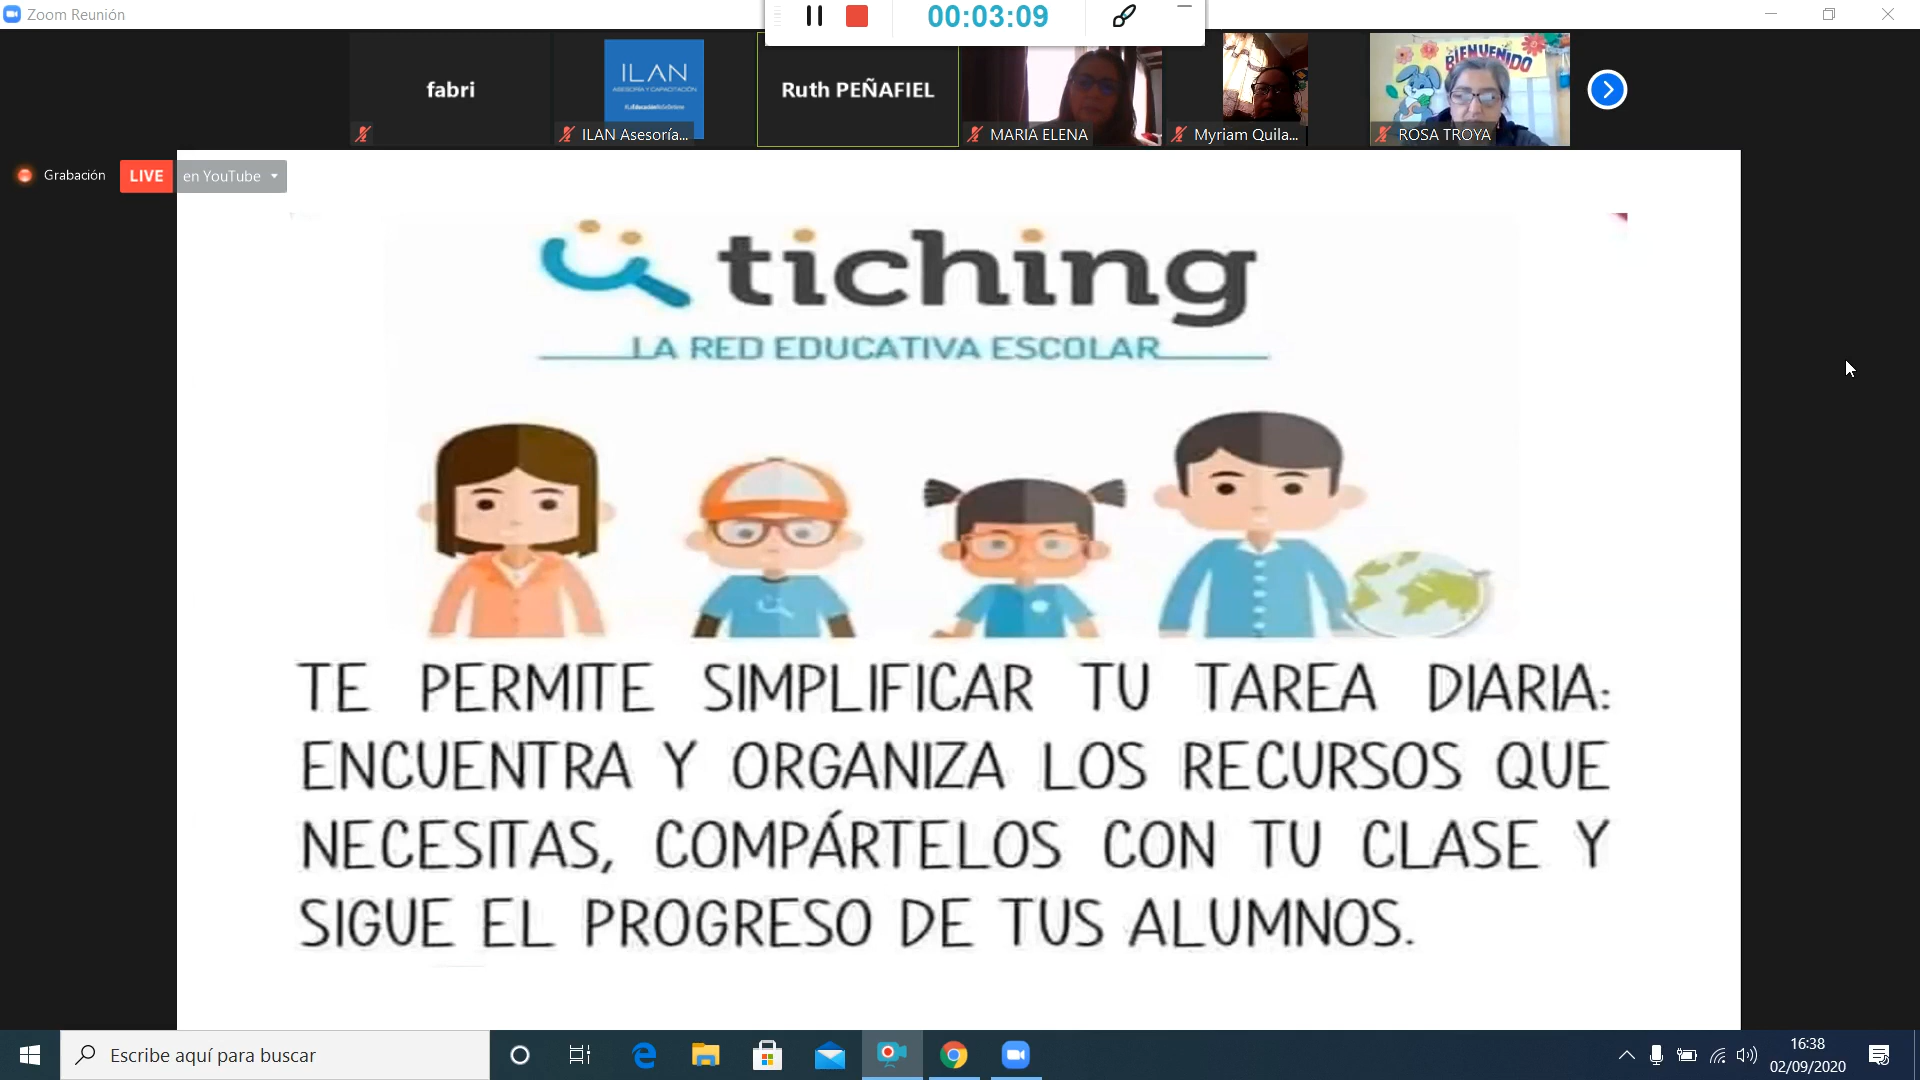 Zoom Reunión
00:03:09
fabri
ILAN
ASESORÍA Y CAPACITACIÓN
ILAN Asesoría...
Ruth PEÑAFIEL
MARIA ELENA
Myriam Quila...
BIENVENIDO
ROSA TROYA
Grabación
LIVE
en YouTube
tiching
LA RED EDUCATIVA ESCOLAR
TE PERMITE SIMPLIFICAR TU TAREA DIARIA:
ENCUENTRA Y ORGANIZA LOS RECURSOS QUE
NECESITAS, COMPÁRTELOS CON TU CLASE Y
SIGUE EL PROGRESO DE TUS ALUMNOS.
Escribe aquí para buscar
16:38
02/09/2020